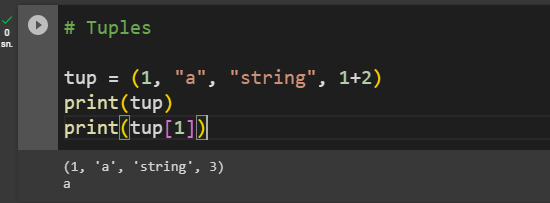 0
sn.
# Tuples
tup = (1, "a", "string", 1+2)
print(tup)
print(tup[1])
(1, 'a', 'string', 3)
a